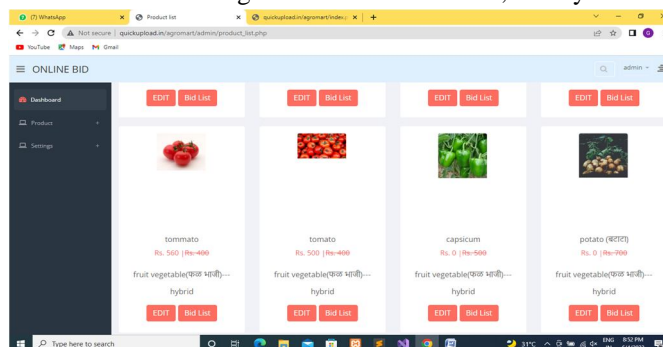 (7) WhatsApp
Product list
quickupload.in/agromart/index.p
Not secure | quickupload.in/agromart/admin/product_list.php
YouTube Maps Gmail
ONLINE BID
admin
Dashboard
Product +
Settings +
EDIT Bid List EDIT Bid List EDIT Bid List EDIT Bid List
tommato tomato capsicum potato (बटाटा)
Rs. 560 |Rs. 400 Rs. 500 |Rs. 400 Rs. 0 |Rs. 500 Rs. 0 |Rs. 700
fruit vegetable(फळ भाजी)--- fruit vegetable(फळ भाजी)--- fruit vegetable(फळ भाजी)--- fruit vegetable(फळ भाजी)---
hybrid hybrid hybrid hybrid
EDIT Bid List EDIT Bid List EDIT Bid List EDIT Bid List
Type here to search
31°C
ENG
8:52 PM